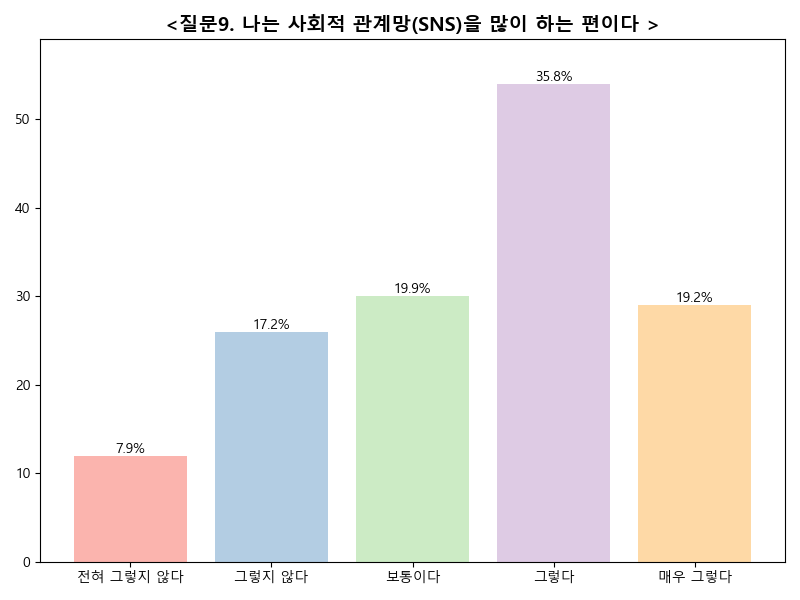 <질문9. 나는 사회적 관계망(SNS)을 많이 하는 편이다 >
50
40
30
20
10
0
7.9%
17.2%
19.9%
35.8%
19.2%
전혀 그렇지 않다
그렇지 않다
보통이다
그렇다
매우 그렇다